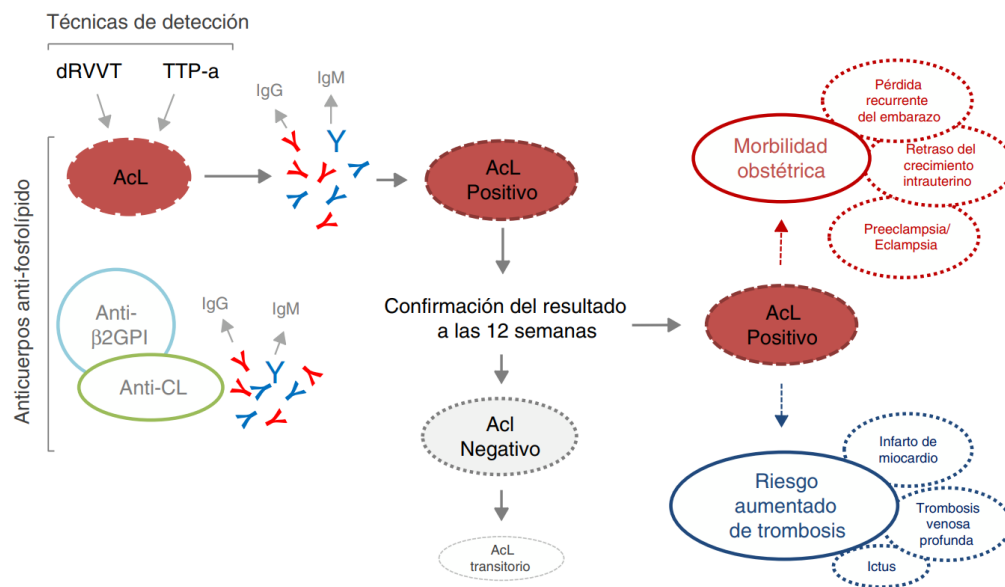 Técnicas de detección
dRVVT
TTP-a
IgG
IgM
Anticuerpos anti-fosfolípido
AcL
AcL
Positivo
Anti-
β2GPI
Anti-CL
IgG
IgM
Confirmación del resultado
a las 12 semanas
Acl
Negativo
AcL
transitorio
AcL
Positivo
Morbilidad
obstétrica
Pérdida
recurrente
del embarazo
Retraso del
crecimiento
intrauterino
Preeclampsia/
Eclampsia
Riesgo
aumentado
de trombosis
Infarto de
miocardio
Trombosis
venosa
profunda
Ictus